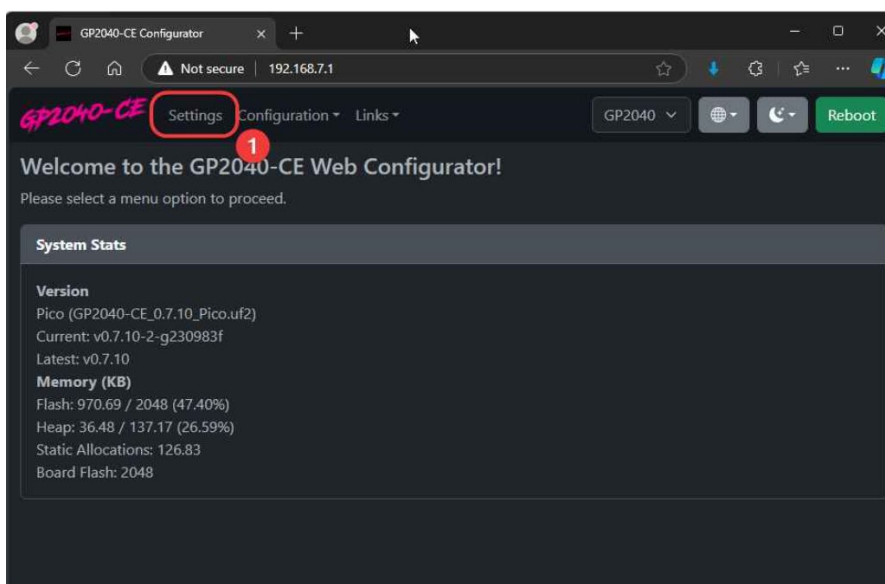 GP2040-CE Configurator
Not secure 192.168.7.1
GP2040-CE Settings Configuration Links GP2040 Reboot
1
Welcome to the GP2040-CE Web Configurator!
Please select a menu option to proceed.
System Stats
Version
Pico (GP2040-CE_0.7.10_Pico.uf2)
Current: v0.7.10-2-g230983f
Latest: v0.7.10
Memory (KB)
Flash: 970.69 / 2048 (47.40%)
Heap: 36.48 / 137.17 (26.59%)
Static Allocations: 126.83
Board Flash: 2048